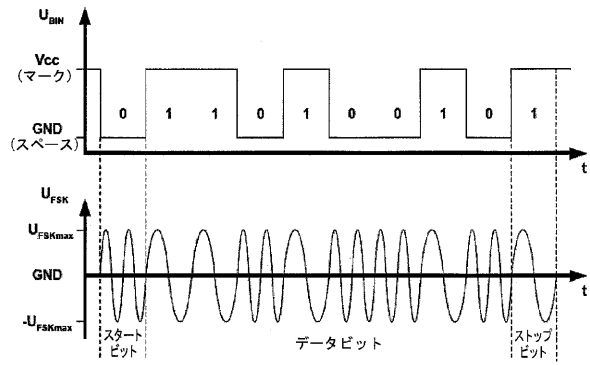 U_BIN
Vcc
(マーク)
0 1 1 0 1 0 0 1 0 1
GND
(スペース)
t
U_FSK
U_FSKmax
GND
t
-U_FSKmax
スタート
ビット
データビット
ストップ
ビット